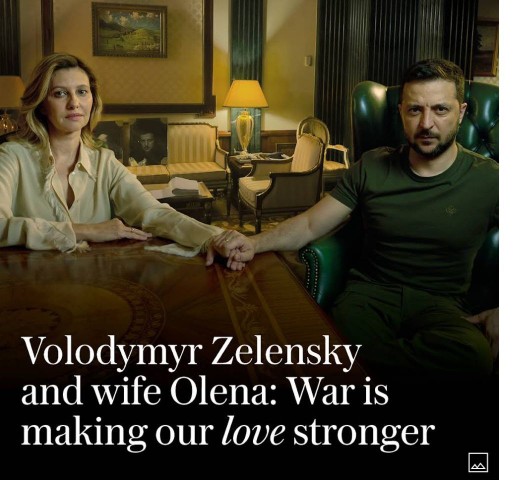 Volodymyr Zelensky
and wife Olena: War is
making our love stronger